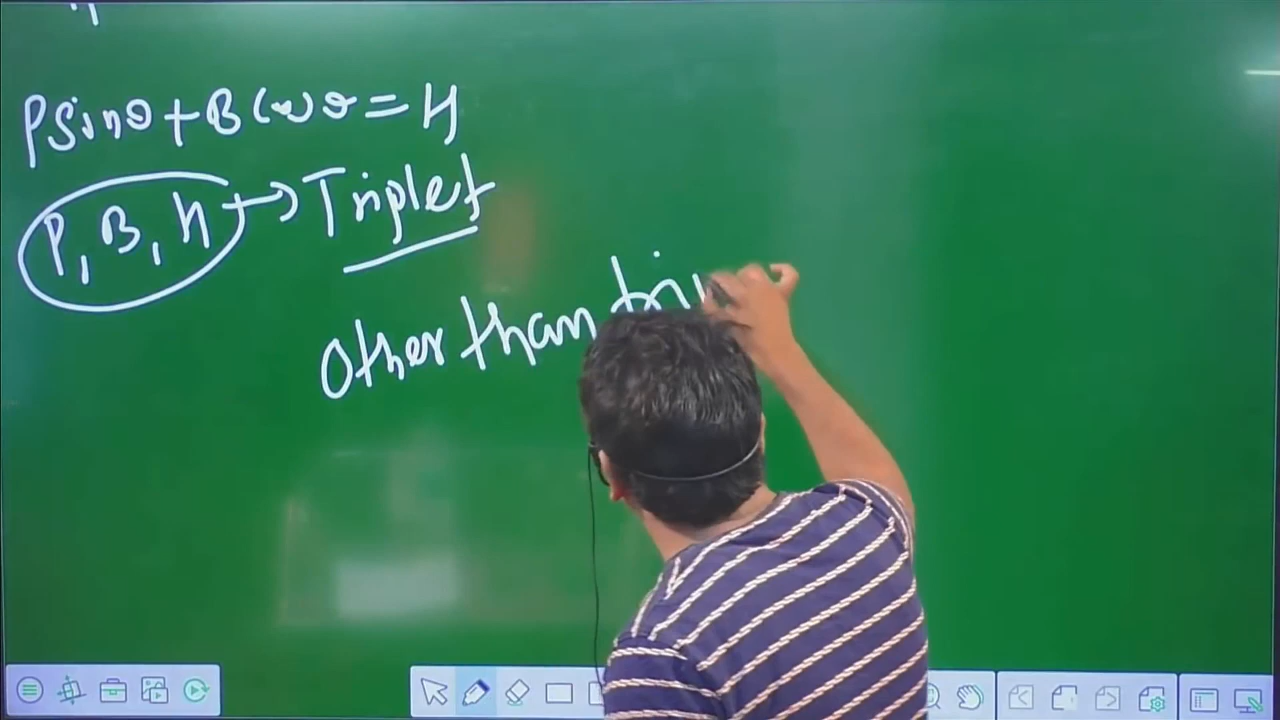 Psinθ + B cosθ = H
P, B, H → Triplet
Other than